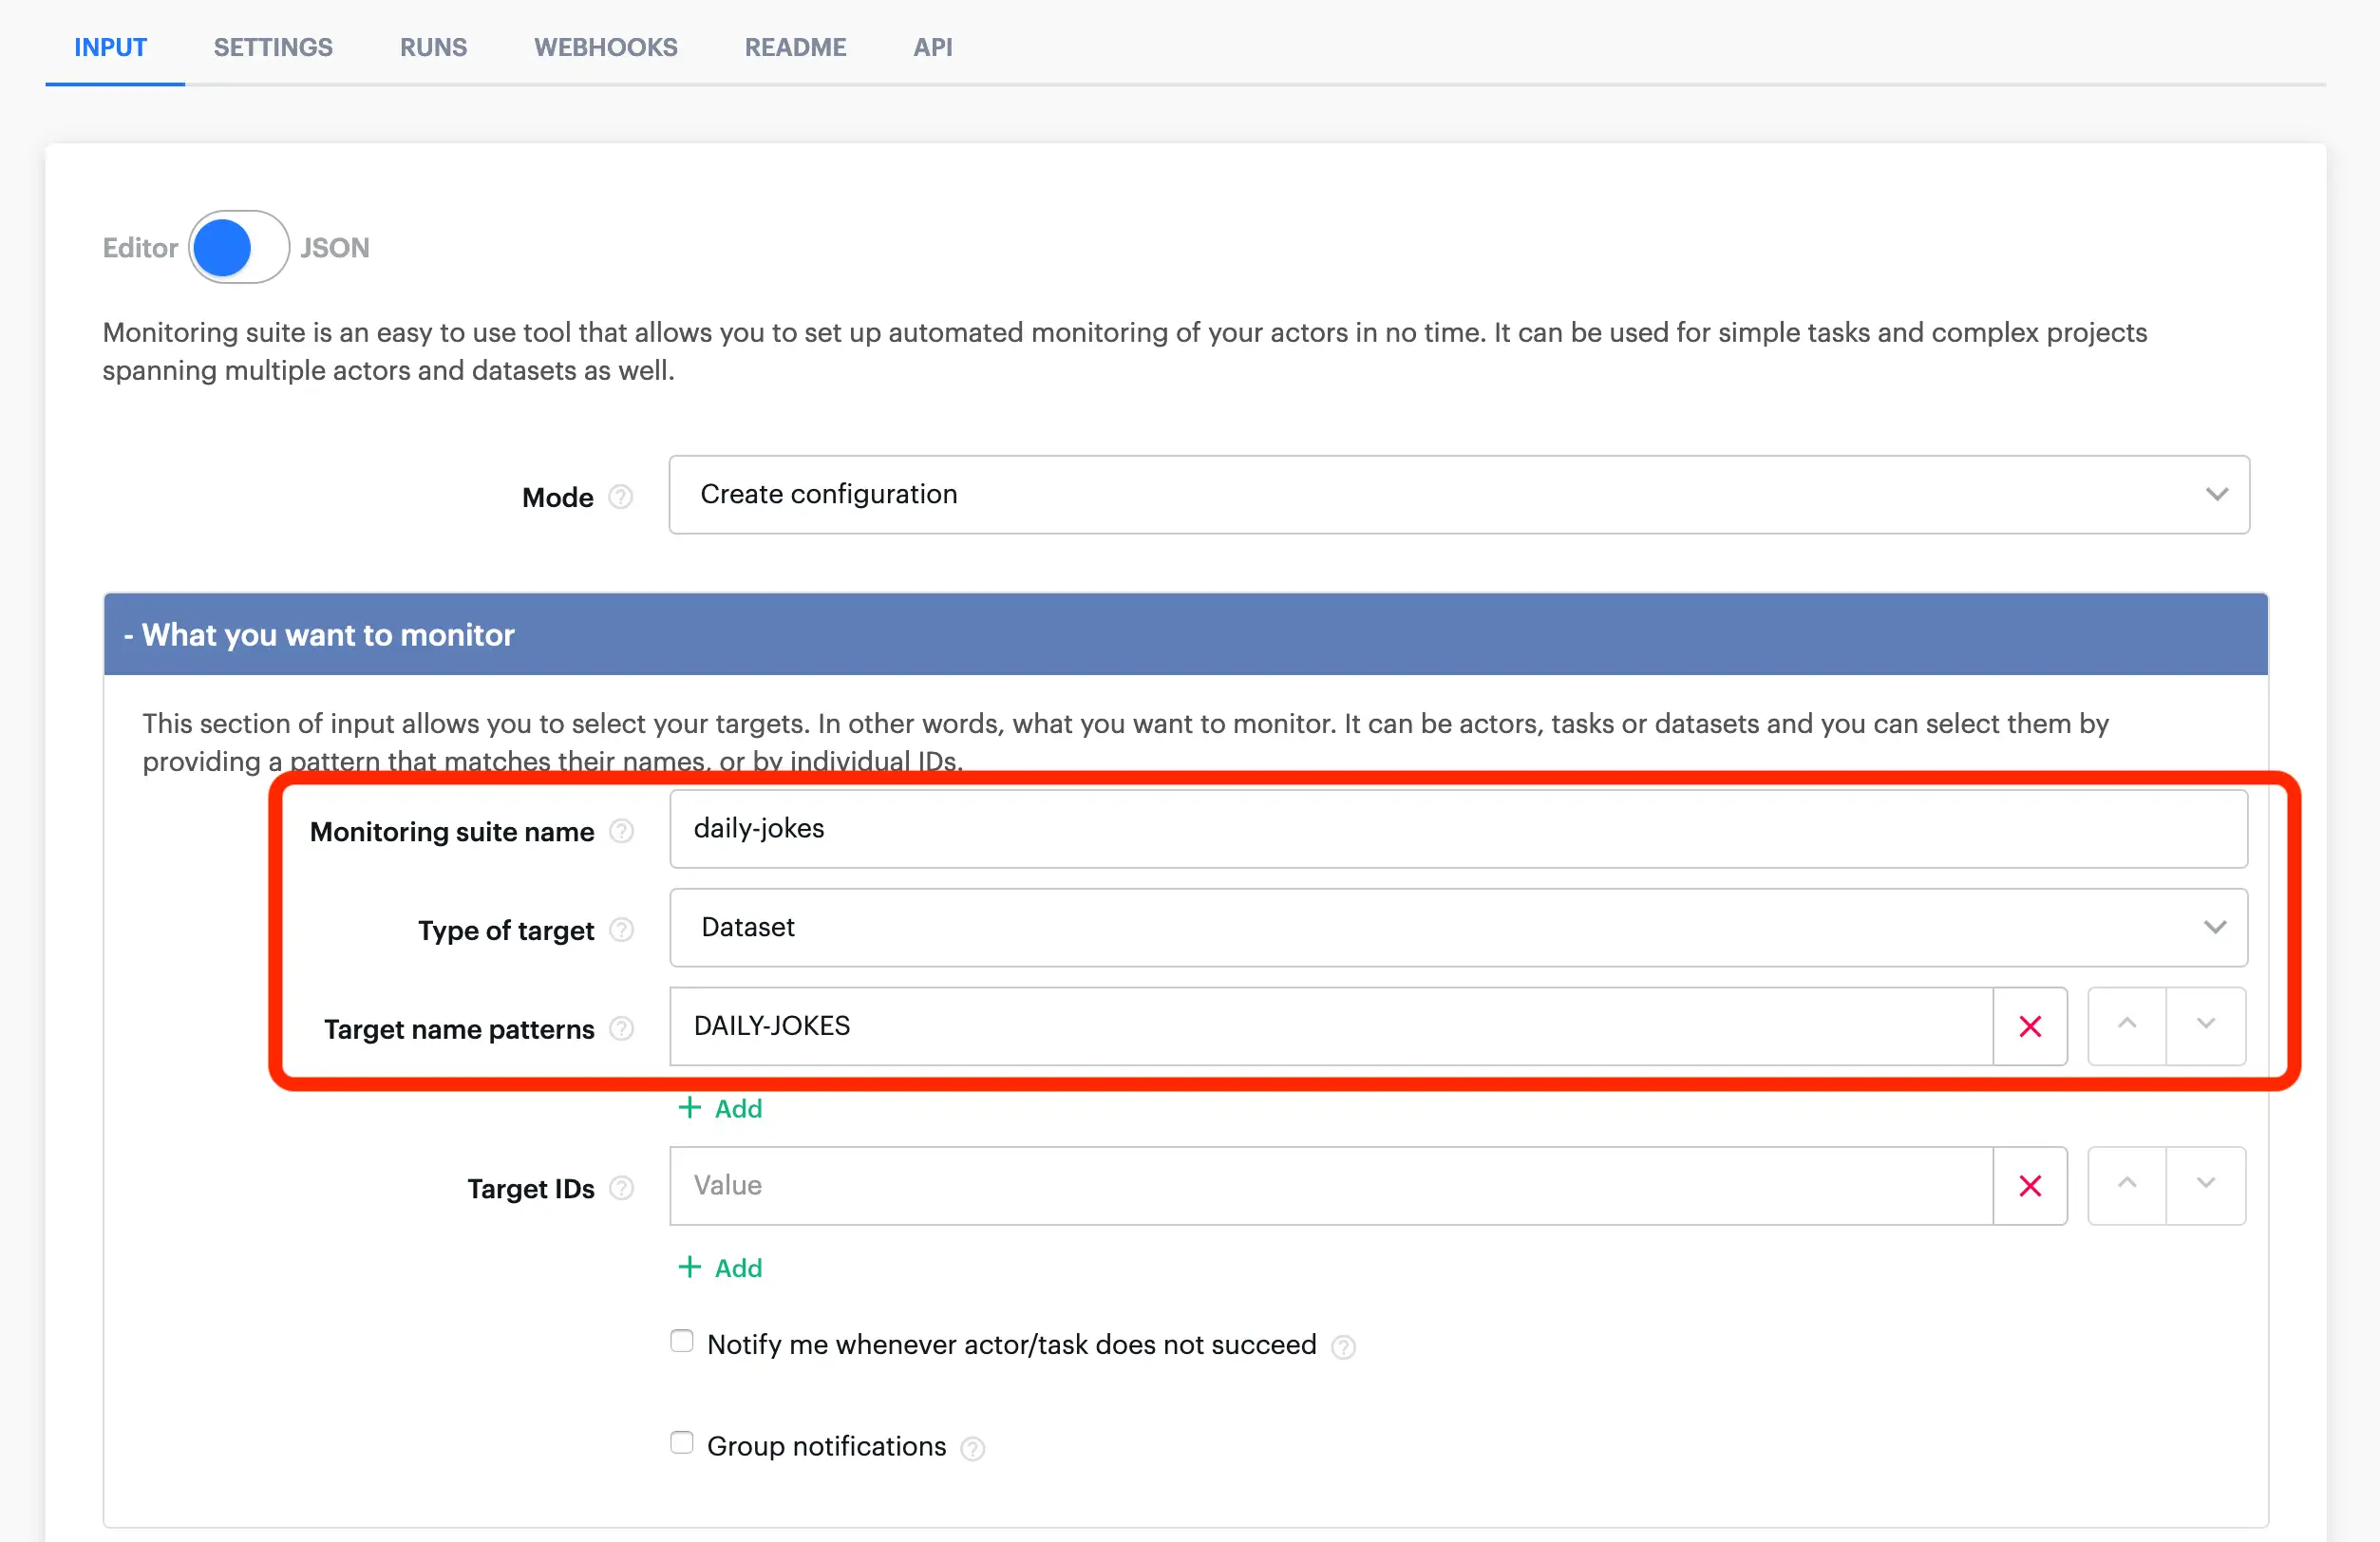 INPUT SETTINGS RUNS WEBHOOKS README API
Editor JSON
Monitoring suite is an easy to use tool that allows you to set up automated monitoring of your actors in no time. It can be used for simple tasks and complex projects
spanning multiple actors and datasets as well.
Mode ? Create configuration
- What you want to monitor
This section of input allows you to select your targets. In other words, what you want to monitor. It can be actors, tasks or datasets and you can select them by
providing a pattern that matches their names, or by individual IDs.
Monitoring suite name ? daily-jokes
Type of target ? Dataset
Target name patterns ? DAILY-JOKES
+ Add
Target IDs ? Value
+ Add
Notify me whenever actor/task does not succeed ?
Group notifications ?